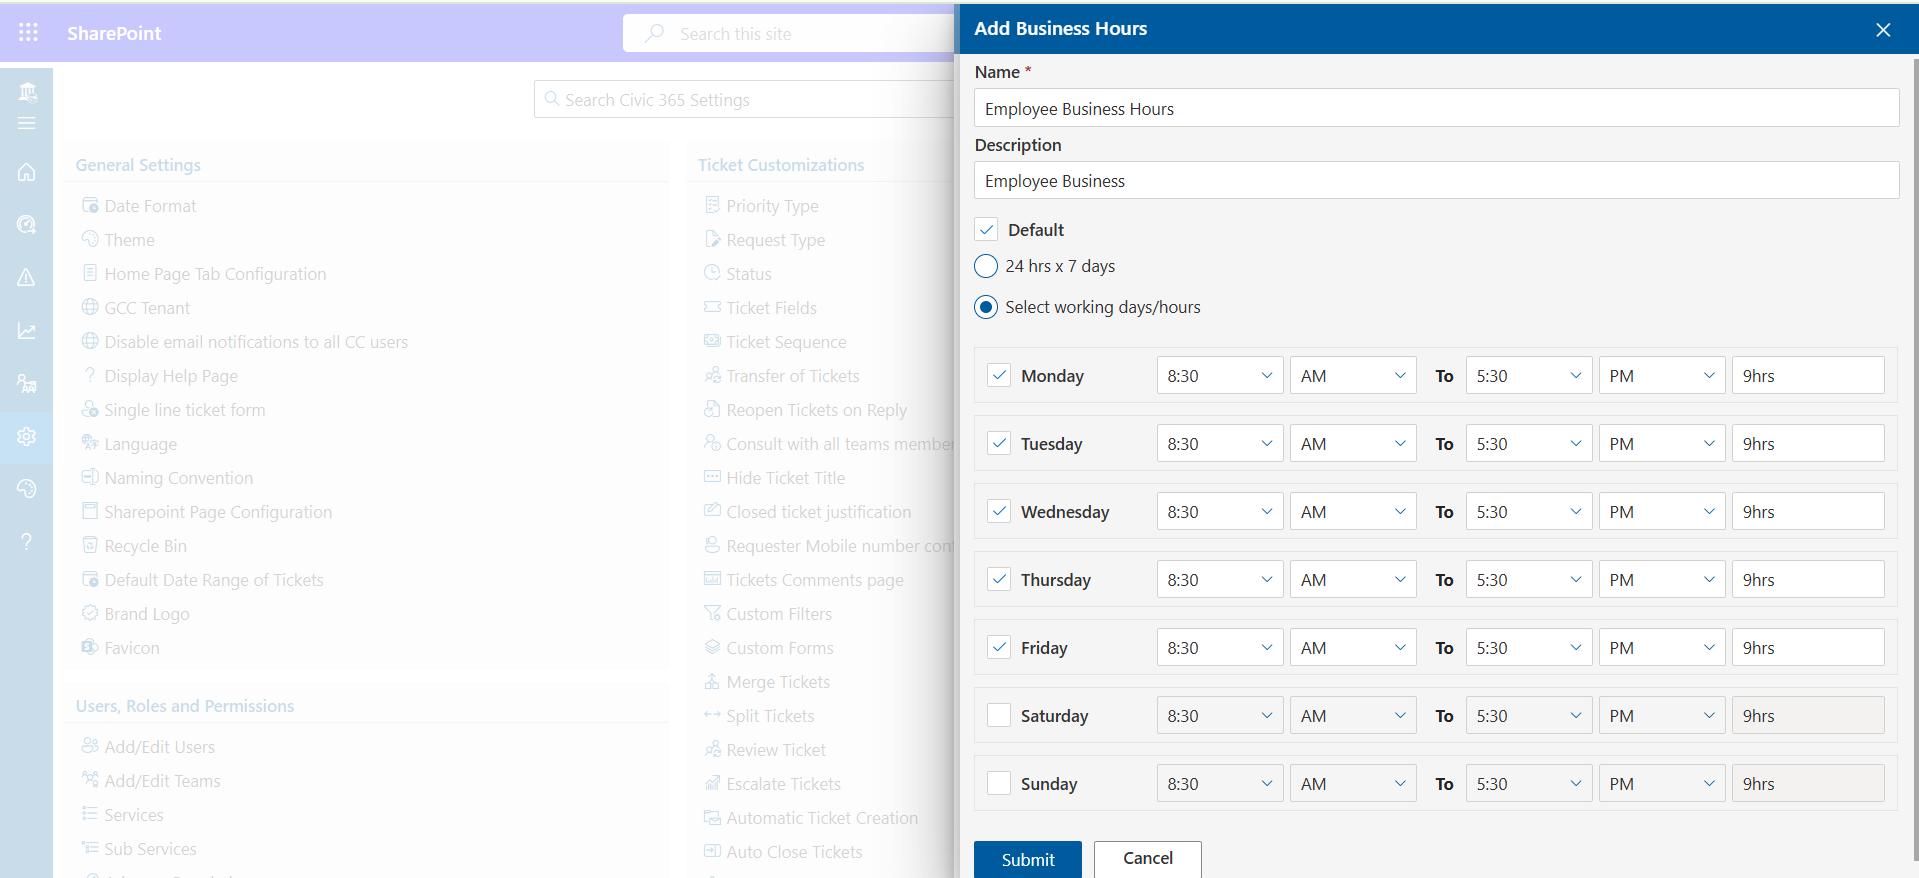 SharePoint
Search this site
Search Civic 365 Settings
General Settings
Date Format
Theme
Home Page Tab Configuration
GCC Tenant
Disable email notifications to all CC users
? Display Help Page
Single line ticket form
Language
Naming Convention
Sharepoint Page Configuration
Recycle Bin
Default Date Range of Tickets
Brand Logo
Favicon
Users, Roles and Permissions
Add/Edit Users
Add/Edit Teams
Services
Sub Services
Ticket Customizations
Priority Type
Request Type
Status
Ticket Fields
Ticket Sequence
Transfer of Tickets
Reopen Tickets on Reply
Consult with all teams member
Hide Ticket Title
Closed ticket justification
Requester Mobile number con
Tickets Comments page
Custom Filters
Custom Forms
Merge Tickets
Split Tickets
Review Ticket
Escalate Tickets
Automatic Ticket Creation
Auto Close Tickets
Add Business Hours
Name *
Employee Business Hours
Description
Employee Business
Default
24 hrs x 7 days
Select working days/hours
Monday 8:30 AM To 5:30 PM 9hrs
Tuesday 8:30 AM To 5:30 PM 9hrs
Wednesday 8:30 AM To 5:30 PM 9hrs
Thursday 8:30 AM To 5:30 PM 9hrs
Friday 8:30 AM To 5:30 PM 9hrs
Saturday 8:30 AM To 5:30 PM 9hrs
Sunday 8:30 AM To 5:30 PM 9hrs
Submit Cancel